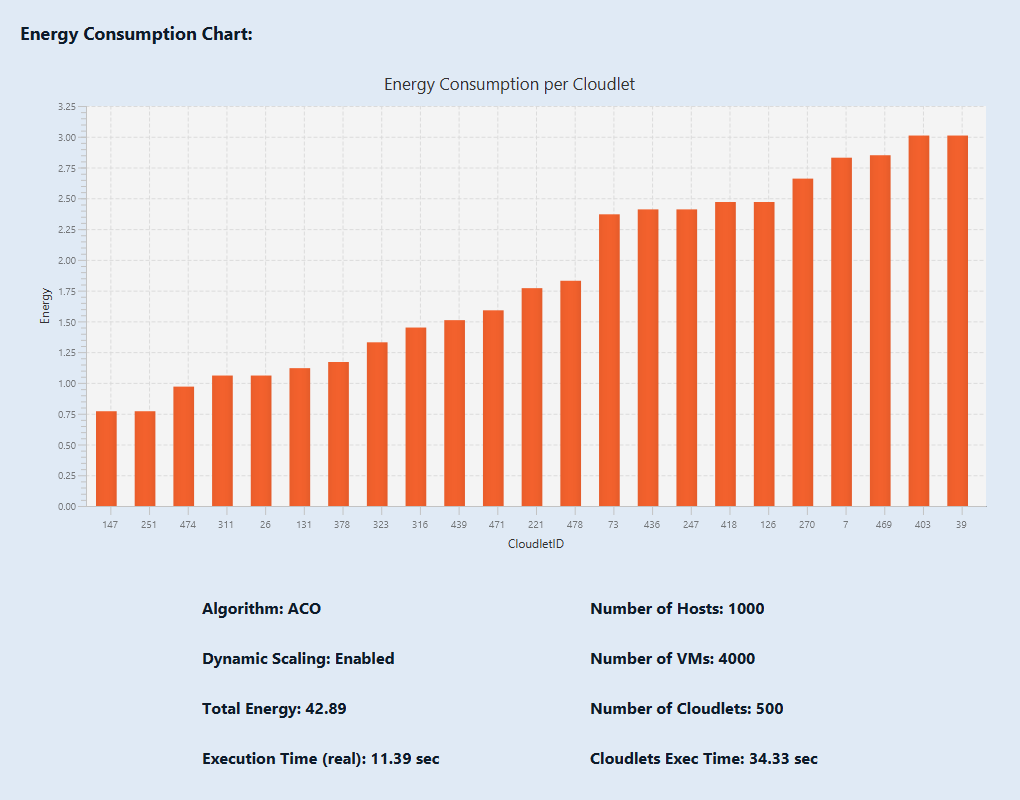 Energy Consumption Chart:
Energy Consumption per Cloudlet
3.25
3.00
2.75
2.50
2.25
2.00
1.75
1.50
1.25
1.00
0.75
0.50
0.25
0.00
Energy
147 251 474 311 26 131 378 323 316 439 471 221 478 73 436 247 418 126 270 7 469 403 39
CloudletID
Algorithm: ACO
Number of Hosts: 1000
Dynamic Scaling: Enabled
Number of VMs: 4000
Total Energy: 42.89
Number of Cloudlets: 500
Execution Time (real): 11.39 sec
Cloudlets Exec Time: 34.33 sec